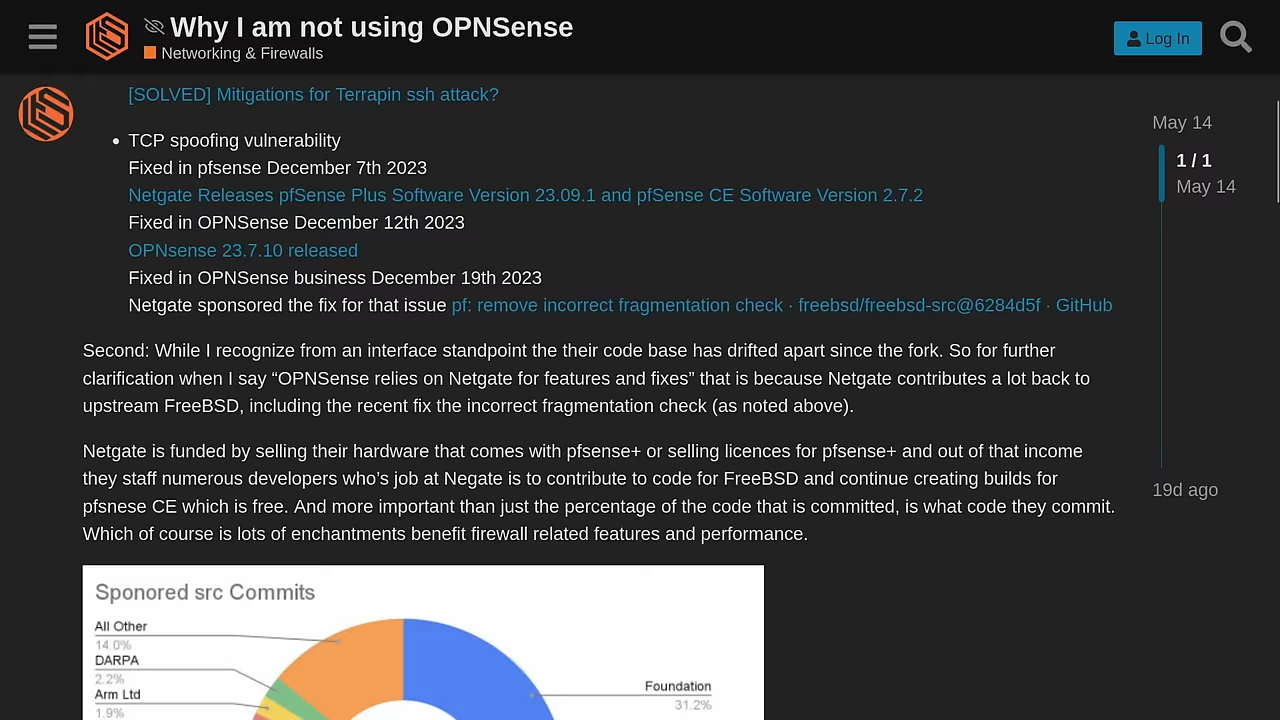 Why I am not using OPNSense
Networking & Firewalls
Log In
[SOLVED] Mitigations for Terrapin ssh attack?
• TCP spoofing vulnerability
Fixed in pfsense December 7th 2023
Netgate Releases pfSense Plus Software Version 23.09.1 and pfSense CE Software Version 2.7.2
Fixed in OPNSense December 12th 2023
OPNsense 23.7.10 released
Fixed in OPNSense business December 19th 2023
Netgate sponsored the fix for that issue pf: remove incorrect fragmentation check · freebsd/freebsd-src@6284d5f · GitHub
Second: While I recognize from an interface standpoint the their code base has drifted apart since the fork. So for further
clarification when I say “OPNSense relies on Netgate for features and fixes” that is because Netgate contributes a lot back to
upstream FreeBSD, including the recent fix the incorrect fragmentation check (as noted above).
Netgate is funded by selling their hardware that comes with pfsense+ or selling licences for pfsense+ and out of that income
they staff numerous developers who’s job at Negate is to contribute to code for FreeBSD and continue creating builds for
pfsnese CE which is free. And more important than just the percentage of the code that is committed, is what code they commit.
Which of course is lots of enchantments benefit firewall related features and performance.
Sponored src Commits
All Other
14.0%
DARPA
2.2%
Arm Ltd
1.9%
Foundation
31.2%
May 14
1 / 1
May 14
19d ago